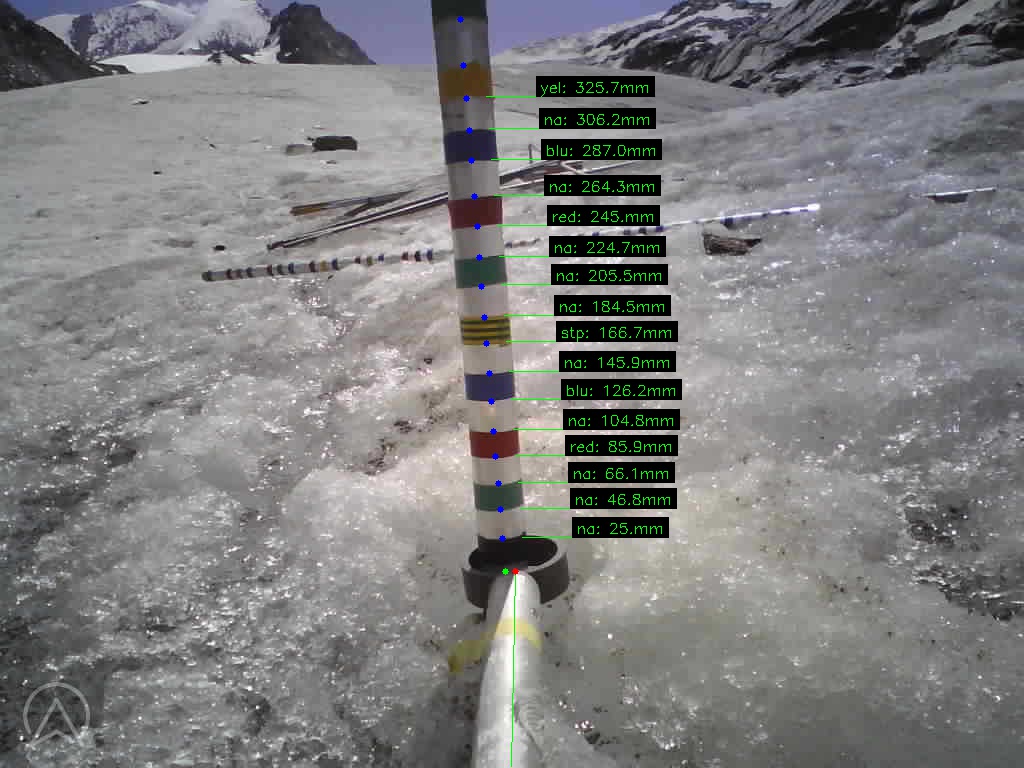 yel: 325.7mm
na: 306.2mm
blu: 287.0mm
na: 264.3mm
red: 245.mm
na: 224.7mm
na: 205.5mm
na: 184.5mm
stp: 166.7mm
na: 145.9mm
blu: 126.2mm
na: 104.8mm
red: 85.9mm
na: 66.1mm
na: 46.8mm
na: 25.mm